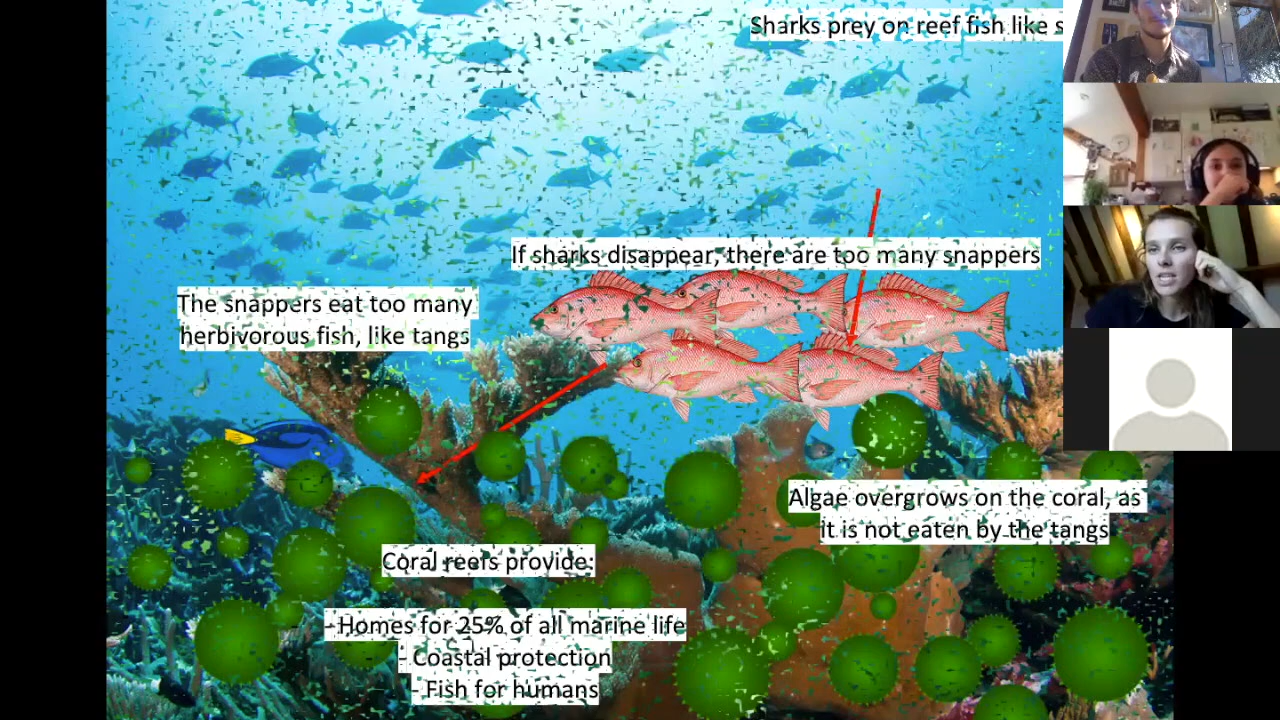 Sharks prey on reef fish like
If sharks disappear, there are too many snappers
The snappers eat too many
herbivorous fish, like tangs
Algae overgrows on the coral, as
it is not eaten by the tangs
Coral reefs provide:
- Homes for 25% of all marine life
- Coastal protection
- Fish for humans